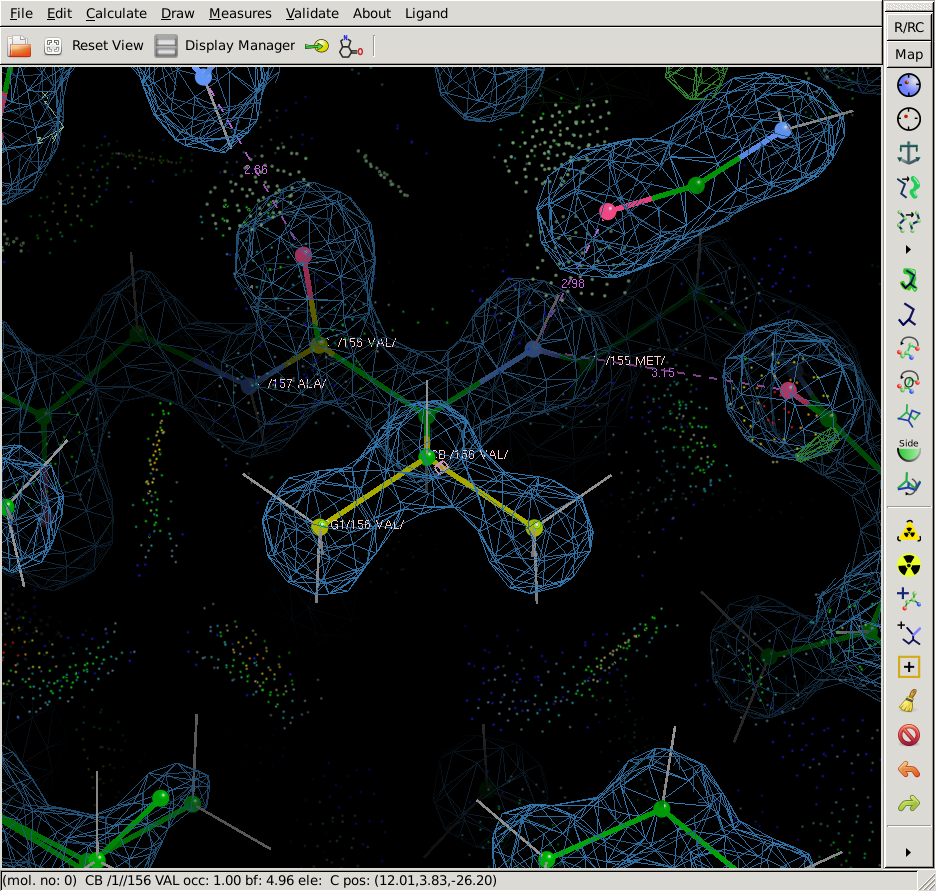 File Edit Calculate Draw Measures Validate About Ligand
Reset View Display Manager
R/RC
Map
2.86
2.98
C /156 VAL/
/155 MET/
3.15
/157 ALA/
CB /156 VAL/
G1/156 VAL/
Side
(mol. no: 0) CB /1//156 VAL occ: 1.00 bf: 4.96 ele: C pos: (12.01,3.83,-26.20)